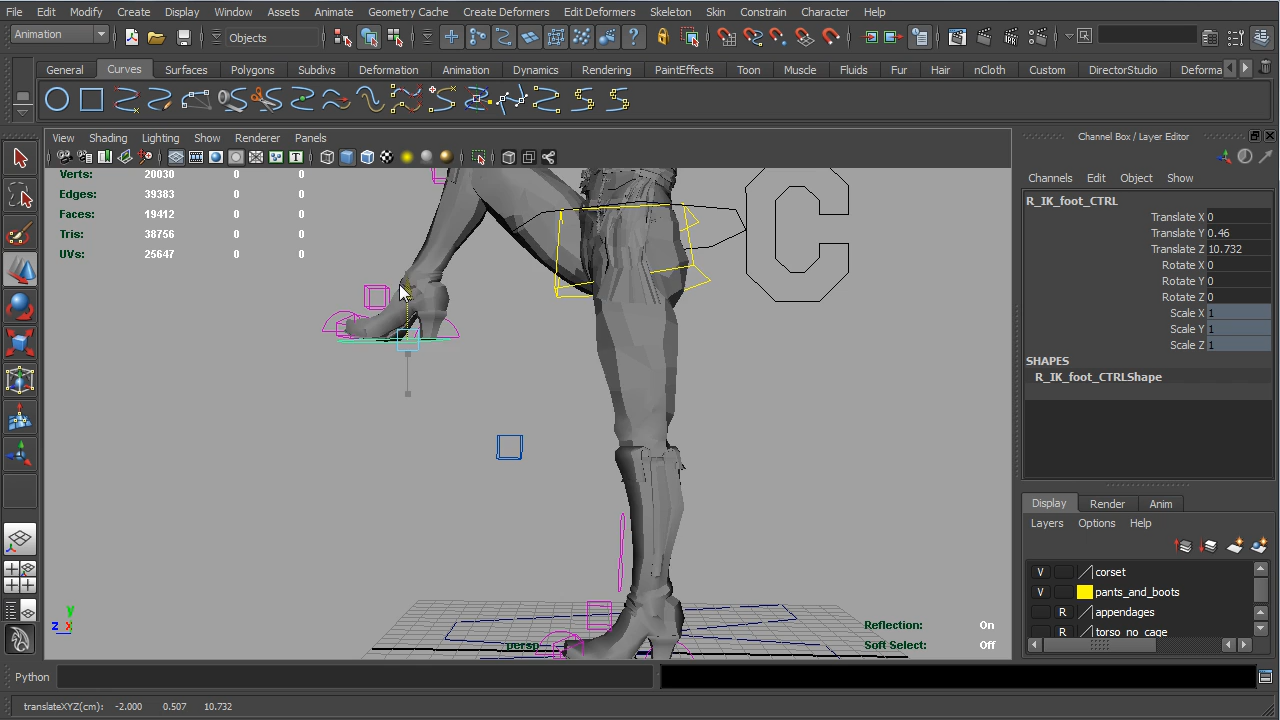 File Edit Modify Create Display Window Assets Animate Geometry Cache Create Deformers Edit Deformers Skeleton Skin Constrain Character Help
Animation Objects
General Curves Surfaces Polygons Subdivs Deformation Animation Dynamics Rendering PaintEffects Toon Muscle Fluids Fur Hair nCloth Custom DirectorStudio Deforma
View Shading Lighting Show Renderer Panels
Verts: 20030 0 0
Edges: 39383 0 0
Faces: 19412 0 0
Tris: 38756 0 0
UVs: 25647 0 0
C
Reflection: On
Soft Select: Off
persp
y
z x
Channel Box / Layer Editor
Channels Edit Object Show
R_IK_foot_CTRL
Translate X 0
Translate Y 0.46
Translate Z 10.732
Rotate X 0
Rotate Y 0
Rotate Z 0
Scale X 1
Scale Y 1
Scale Z 1
SHAPES
R_IK_foot_CTRLShape
Display Render Anim
Layers Options Help
V corset
V pants_and_boots
R appendages
R torso_no_cage
Python
translateXYZ(cm): -2.000 0.507 10.732